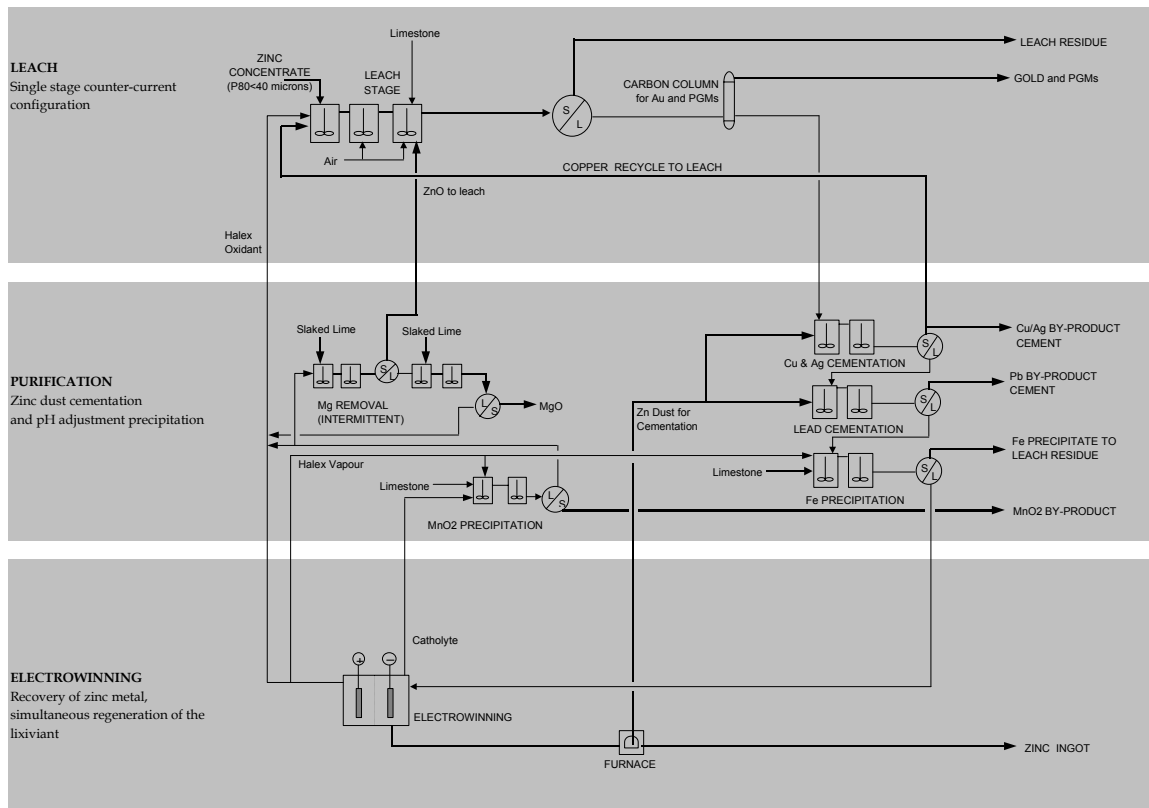 LEACH
Single stage counter-current
configuration
ZINC
CONCENTRATE
(P80<40 microns)
LEACH
STAGE
Limestone
Air
S
L
CARBON COLUMN
for Au and PGMs
LEACH RESIDUE
GOLD and PGMs
COPPER RECYCLE TO LEACH
ZnO to leach
Halex
Oxidant
PURIFICATION
Zinc dust cementation
and pH adjustment precipitation
Slaked Lime
Slaked Lime
S
L
Mg REMOVAL
(INTERMITTENT)
L
S
MgO
Cu & Ag CEMENTATION
S
L
Cu/Ag BY-PRODUCT
CEMENT
Zn Dust for
Cementation
LEAD CEMENTATION
S
L
Pb BY-PRODUCT
CEMENT
Halex Vapour
Limestone
MnO2 PRECIPITATION
L
S
Limestone
Fe PRECIPITATION
S
L
Fe PRECIPITATE TO
LEACH RESIDUE
MnO2 BY-PRODUCT
ELECTROWINNING
Recovery of zinc metal,
simultaneous regeneration of the
lixiviant
Catholyte
+
–
ELECTROWINNING
FURNACE
ZINC INGOT